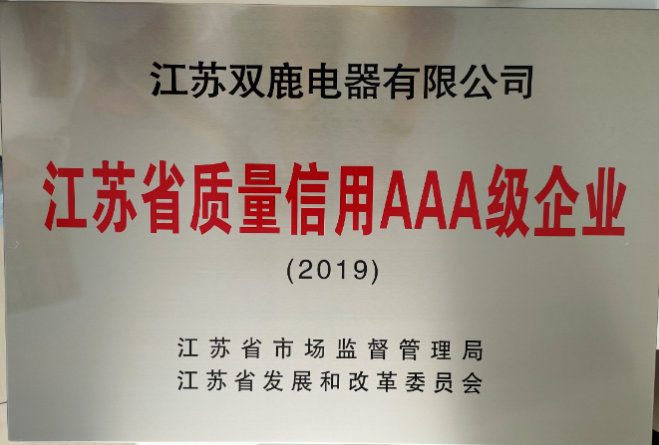 江苏双鹿电器有限公司
江苏省质量信用AAA级企业
(2019)
江苏省市场监督管理局
江苏省发展和改革委员会